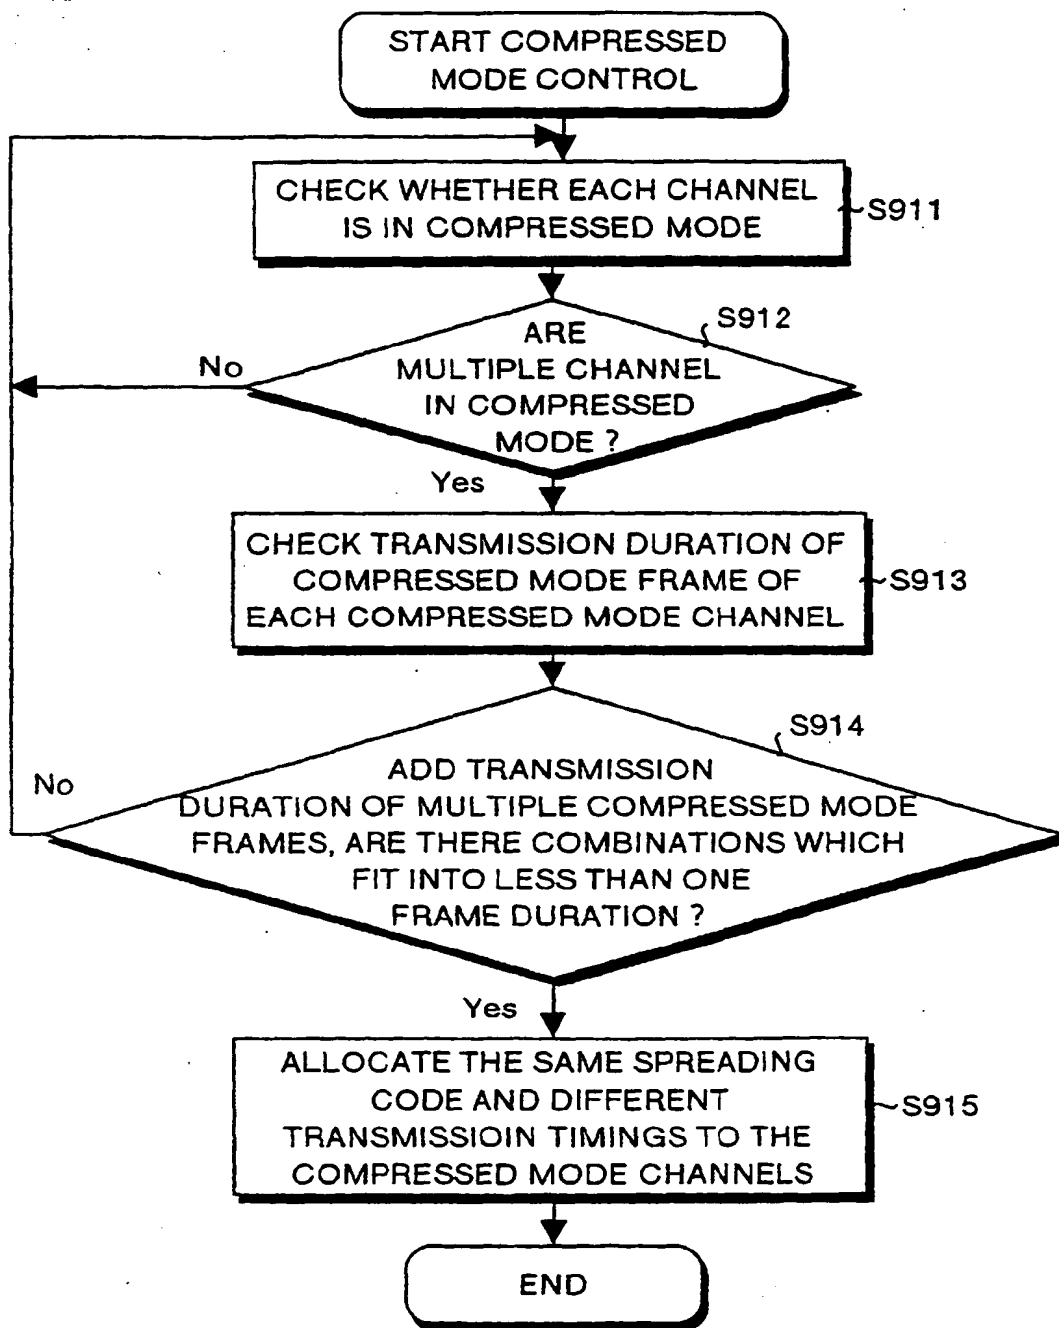 START COMPRESSED
MODE CONTROL
CHECK WHETHER EACH CHANNEL
IS IN COMPRESSED MODE
S911
S912
ARE
MULTIPLE CHANNEL
IN COMPRESSED
MODE ?
No
Yes
CHECK TRANSMISSION DURATION OF
COMPRESSED MODE FRAME OF
EACH COMPRESSED MODE CHANNEL
S913
S914
ADD TRANSMISSION
DURATION OF MULTIPLE COMPRESSED MODE
FRAMES, ARE THERE COMBINATIONS WHICH
FIT INTO LESS THAN ONE
FRAME DURATION ?
No
Yes
ALLOCATE THE SAME SPREADING
CODE AND DIFFERENT
TRANSMISSIOIN TIMINGS TO THE
COMPRESSED MODE CHANNELS
S915
END